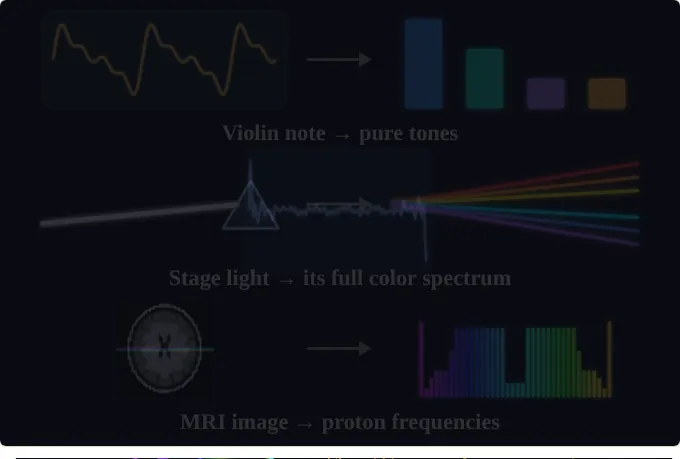 Violin note → pure tones
Stage light → its full color spectrum
MRI image → proton frequencies